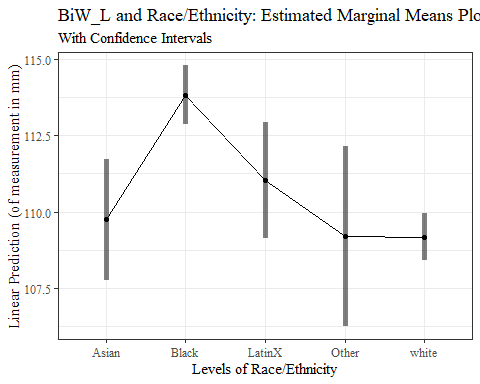 BiW_L and Race/Ethnicity: Estimated Marginal Means Plo
With Confidence Intervals
Linear Prediction (of measurement in mm)
115.0
112.5
110.0
107.5
Asian
Black
LatinX
Other
white
Levels of Race/Ethnicity